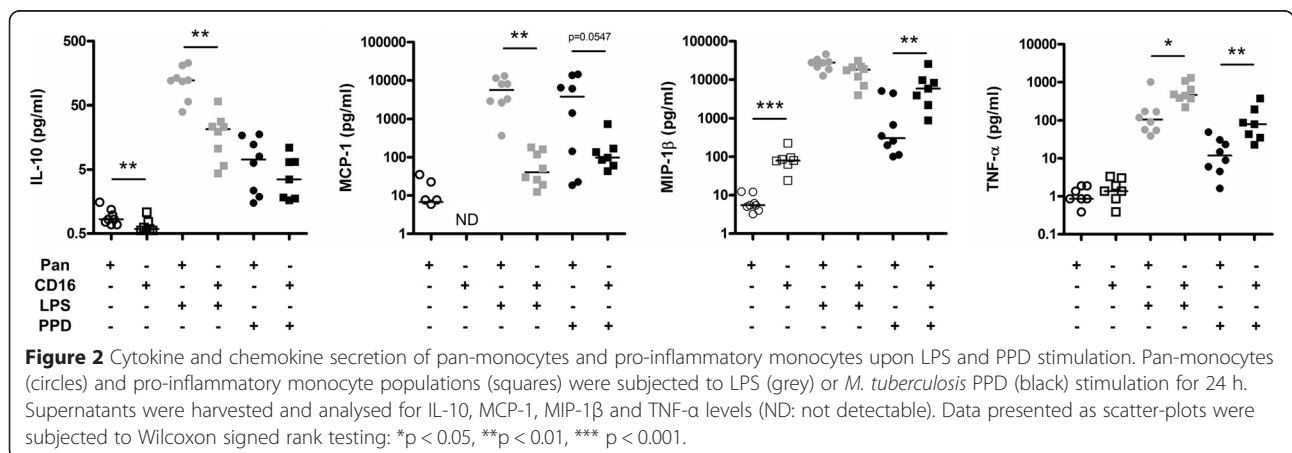 500
50
5
0.5
IL-10 (pg/ml)
**
**
100000
10000
1000
100
10
1
MCP-1 (pg/ml)
ND
**
p=0.0547
100000
10000
1000
100
10
1
MIP-1β (pg/ml)
***
**
10000
1000
100
10
1
0.1
TNF-α (pg/ml)
*
**
Pan + - + - + - + - + - + - + - + - + - + - + - + -
CD16 - + - + - + - + - + - + - + - + - + - + - + - +
LPS - - + + - - - - + + - - - - + + - - - - + + - -
PPD - - - - + + - - - - + + - - - - + + - - - - + +
Figure 2 Cytokine and chemokine secretion of pan-monocytes and pro-inflammatory monocytes upon LPS and PPD stimulation. Pan-monocytes
(circles) and pro-inflammatory monocyte populations (squares) were subjected to LPS (grey) or M. tuberculosis PPD (black) stimulation for 24 h.
Supernatants were harvested and analysed for IL-10, MCP-1, MIP-1β and TNF-α levels (ND: not detectable). Data presented as scatter-plots were
subjected to Wilcoxon signed rank testing: *p < 0.05, **p < 0.01, *** p < 0.001.